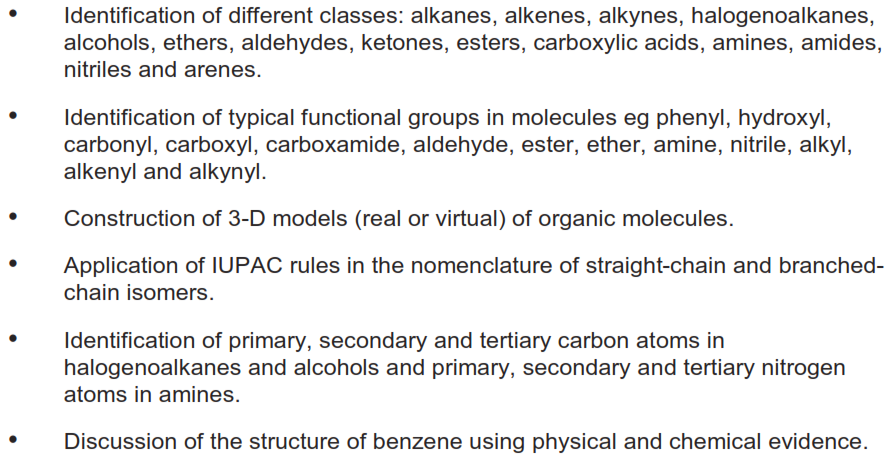 • Identification of different classes: alkanes, alkenes, alkynes, halogenoalkanes,
alcohols, ethers, aldehydes, ketones, esters, carboxylic acids, amines, amides,
nitriles and arenes.
• Identification of typical functional groups in molecules eg phenyl, hydroxyl,
carbonyl, carboxyl, carboxamide, aldehyde, ester, ether, amine, nitrile, alkyl,
alkenyl and alkynyl.
• Construction of 3-D models (real or virtual) of organic molecules.
• Application of IUPAC rules in the nomenclature of straight-chain and branched-
chain isomers.
• Identification of primary, secondary and tertiary carbon atoms in
halogenoalkanes and alcohols and primary, secondary and tertiary nitrogen
atoms in amines.
• Discussion of the structure of benzene using physical and chemical evidence.